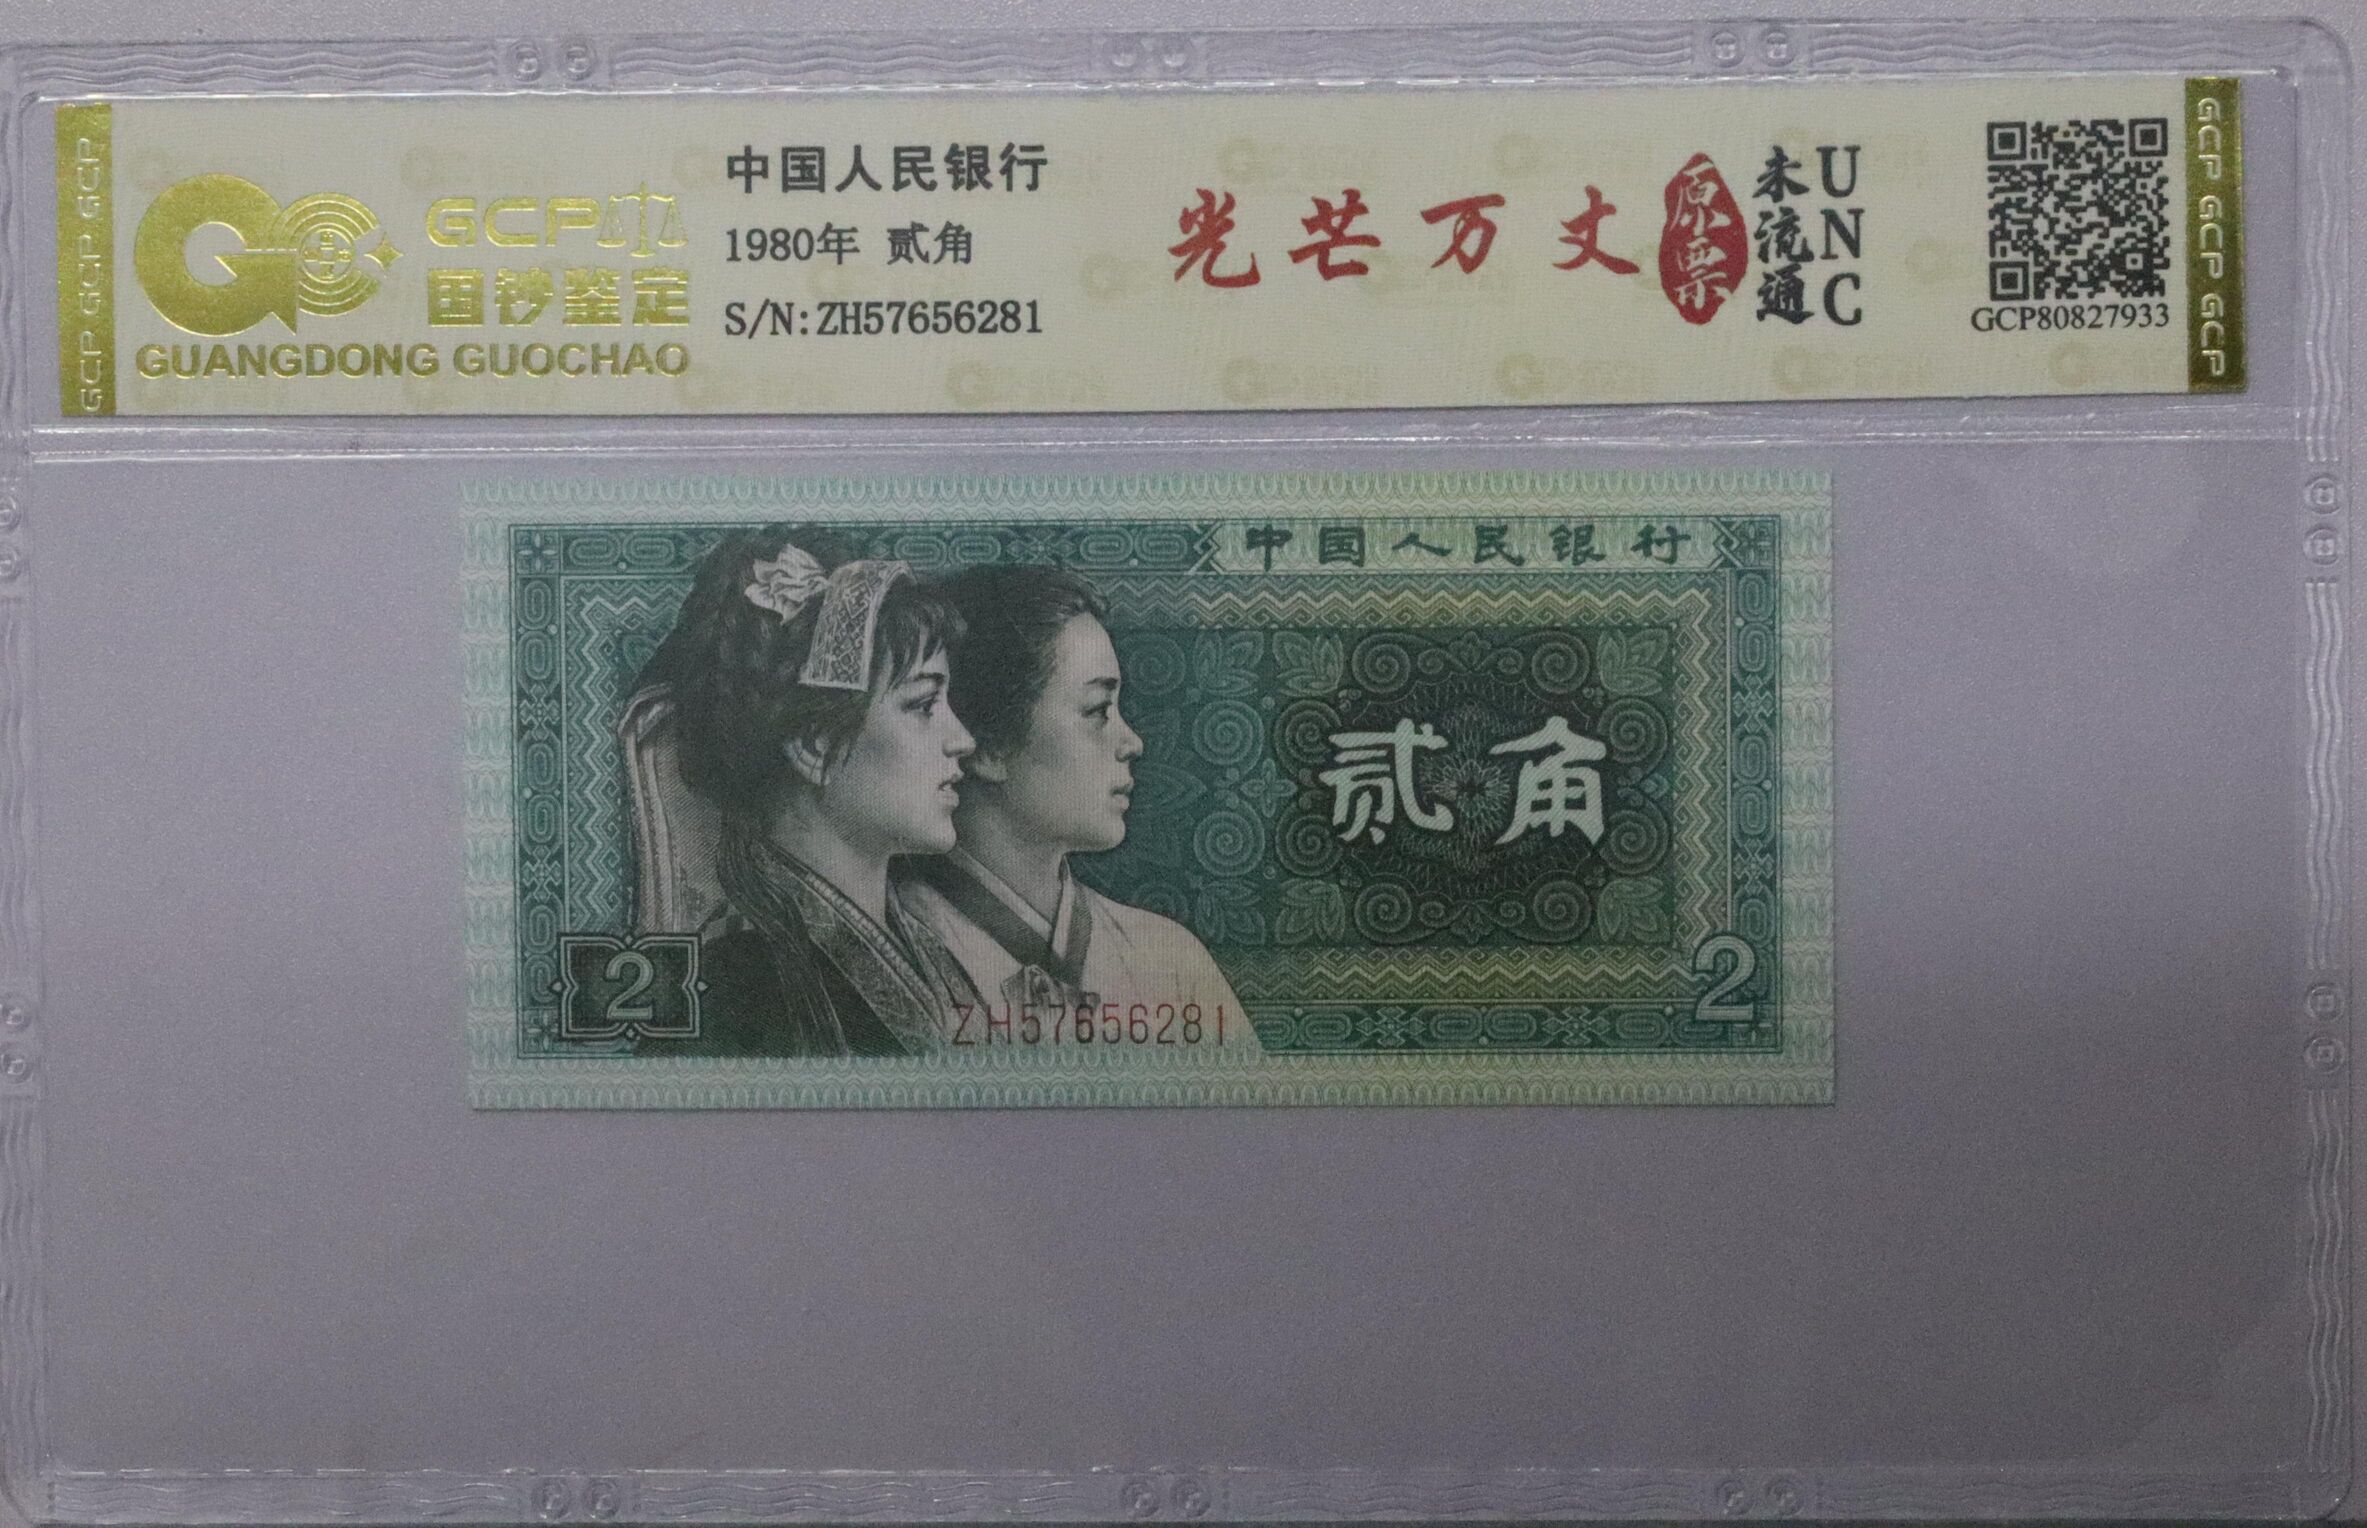 GCP GCP GCP
GCP
国钞鉴定
GUANGDONG GUOCHAO
中国人民银行
1980年 贰角
S/N:ZH57656281
光芒万丈
原票
未流通
UNC
GCP80827933
GCP GCP GCP
中国人民银行
贰角
2
2
ZH57656281